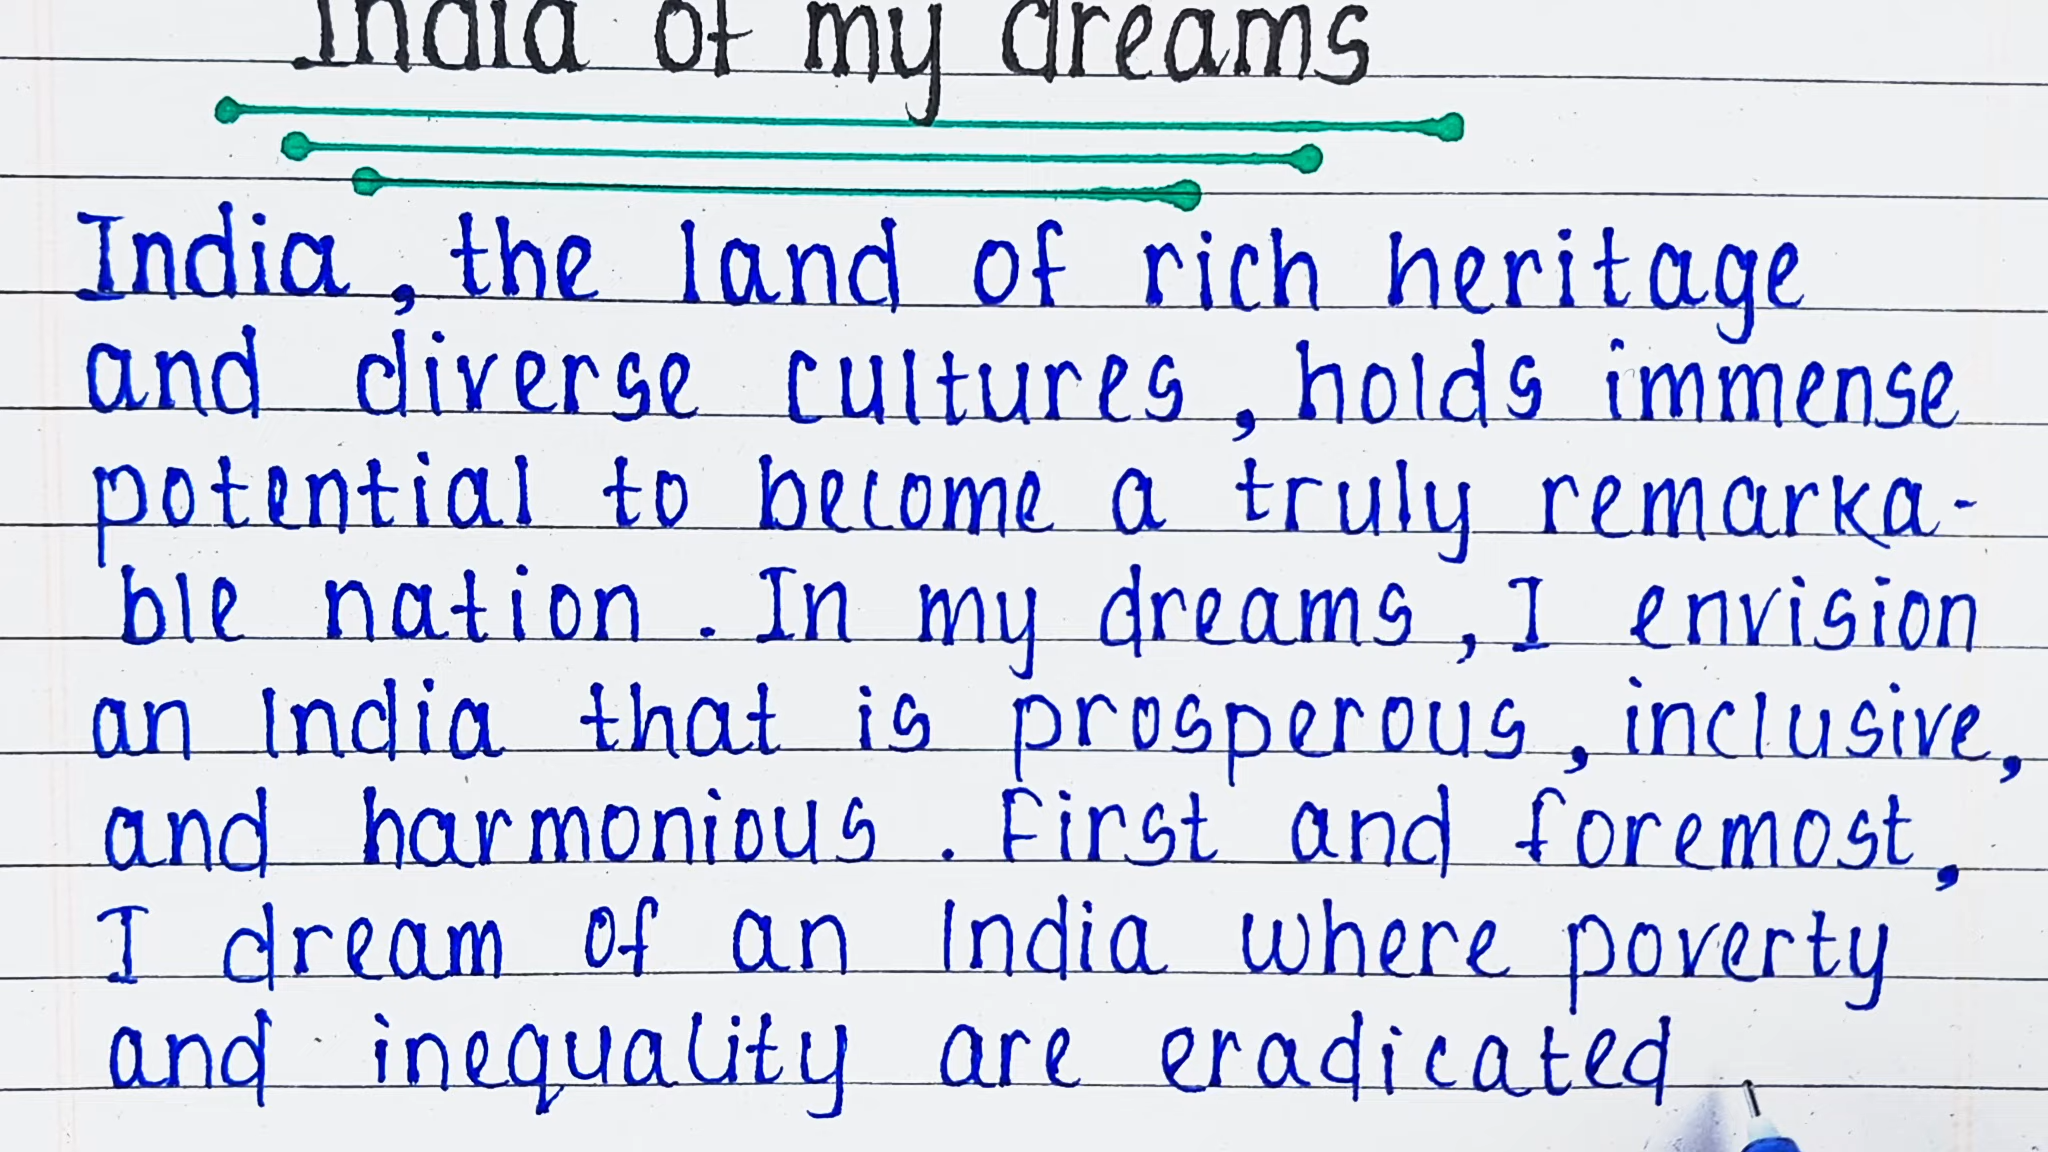 India of my dreams
India, the land of rich heritage
and diverse cultures, holds immense
potential to become a truly remarka-
ble nation. In my dreams, I envision
an India that is prosperous, inclusive,
and harmonious. First and foremost,
I dream of an India where poverty
and inequality are eradicated